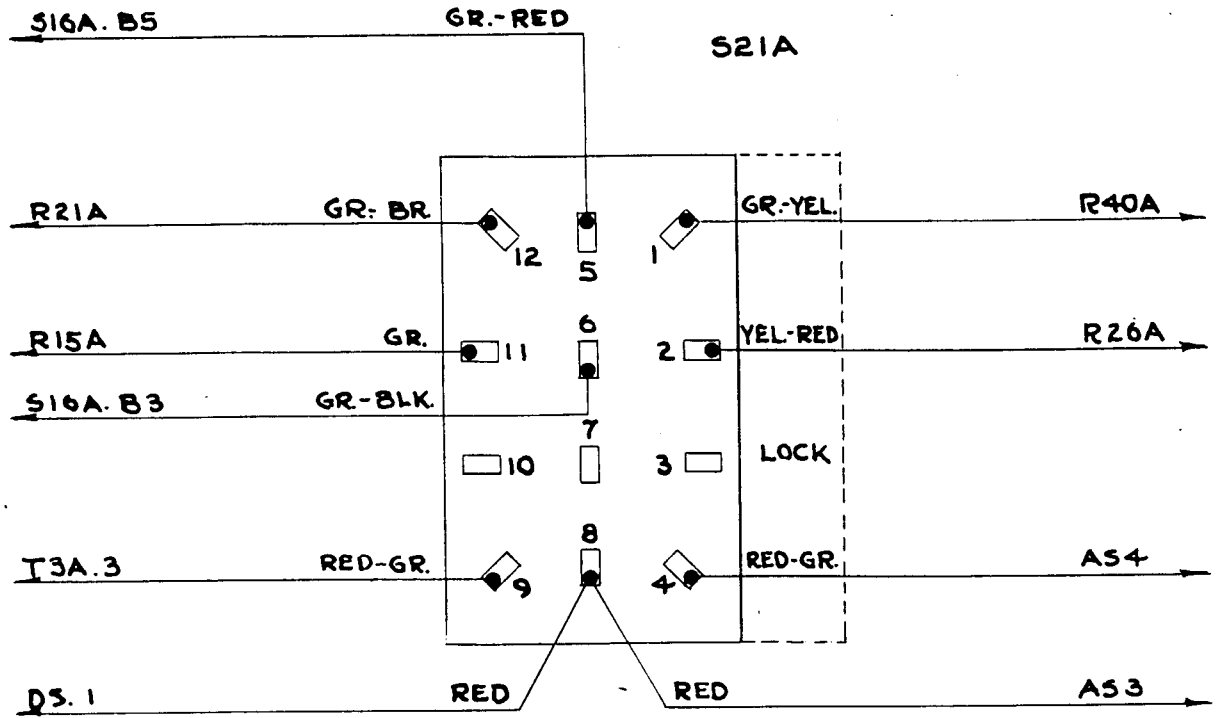 S16A. B5 GR.-RED
S21A
R21A GR.- BR. GR.-YEL. R40A
12 5 1
6
R15A GR. 11 2 YEL-RED R26A
S16A. B3 GR.-BLK.
7
10 3 LOCK
8
T3A.3 RED-GR. 9 4 RED-GR. AS4
DS. 1 RED RED AS3